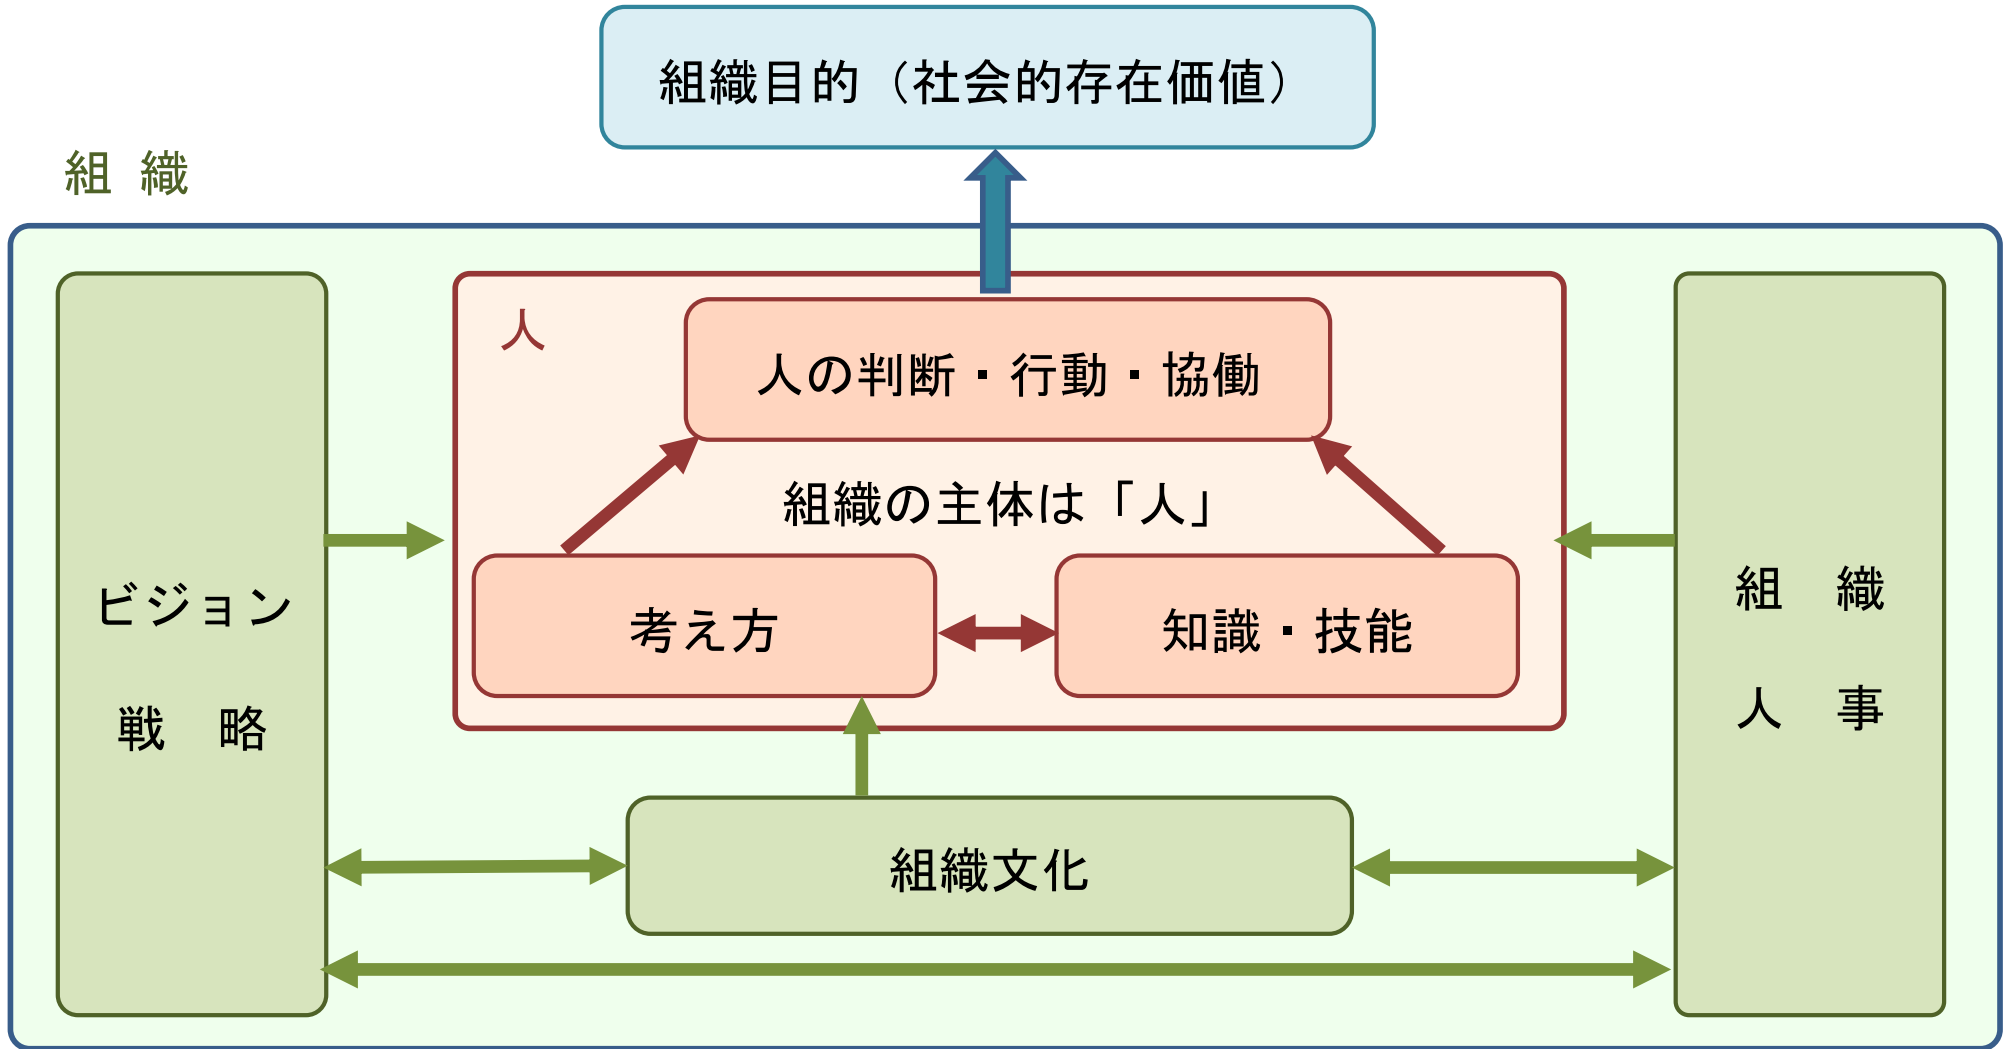 組織目的（社会的存在価値）
組 織
人
人の判断・行動・協働
組織の主体は「人」
考え方
知識・技能
ビジョン
戦　略
組　織
人　事
組織文化